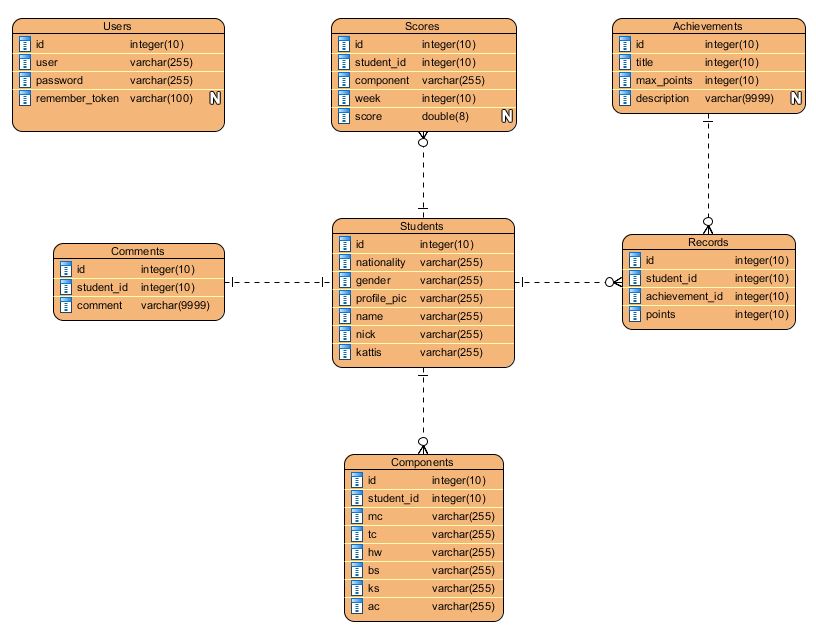 Users
id integer(10)
user varchar(255)
password varchar(255)
remember_token varchar(100) N
Scores
id integer(10)
student_id integer(10)
component varchar(255)
week integer(10)
score double(8) N
Achievements
id integer(10)
title integer(10)
max_points integer(10)
description varchar(9999) N
Comments
id integer(10)
student_id integer(10)
comment varchar(9999)
Students
id integer(10)
nationality varchar(255)
gender varchar(255)
profile_pic varchar(255)
name varchar(255)
nick varchar(255)
kattis varchar(255)
Records
id integer(10)
student_id integer(10)
achievement_id integer(10)
points integer(10)
Components
id integer(10)
student_id integer(10)
mc varchar(255)
tc varchar(255)
hw varchar(255)
bs varchar(255)
ks varchar(255)
ac varchar(255)